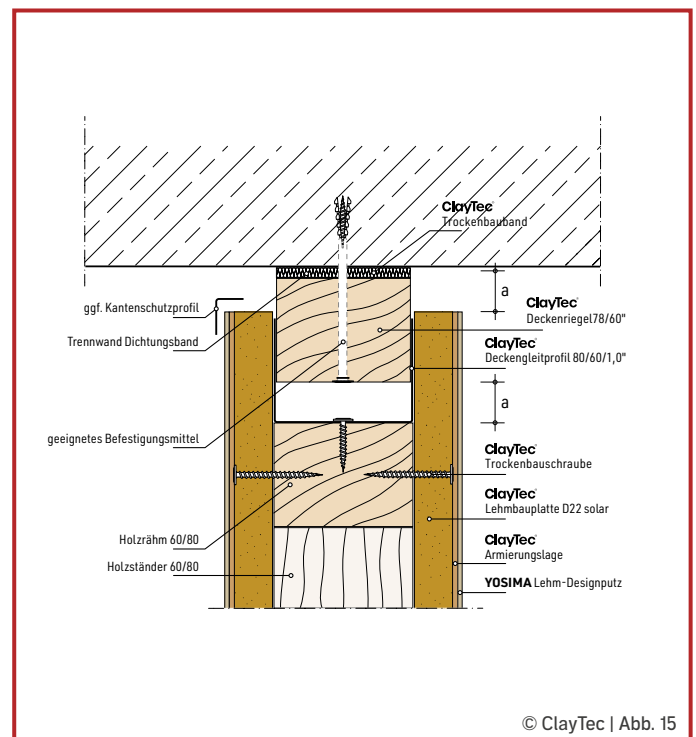 ClayTec
Trockenbauband
a
ggf. Kantenschutzprofil
ClayTec
Deckenriegel78/60"
Trennwand Dichtungsband
ClayTec
Deckengleitprofil 80/60/1,0"
a
geeignetes Befestigungsmittel
ClayTec
Trockenbauschraube
ClayTec
Lehmbauplatte D22 solar
Holzrähm 60/80
ClayTec
Armierungslage
Holzständer 60/80
YOSIMA Lehm-Designputz
© ClayTec | Abb. 15